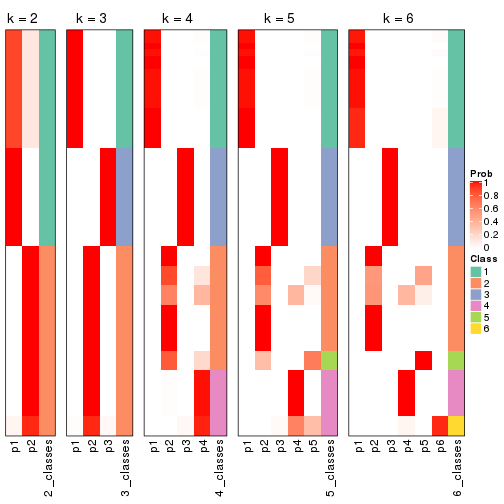 k = 2
k = 3
k = 4
k = 5
k = 6
Prob
1
0.8
0.6
0.4
0.2
0
Class
1
2
3
4
5
6
p1
p2
2_classes
p1
p2
p3
3_classes
p1
p2
p3
p4
4_classes
p1
p2
p3
p4
p5
5_classes
p1
p2
p3
p4
p5
p6
6_classes